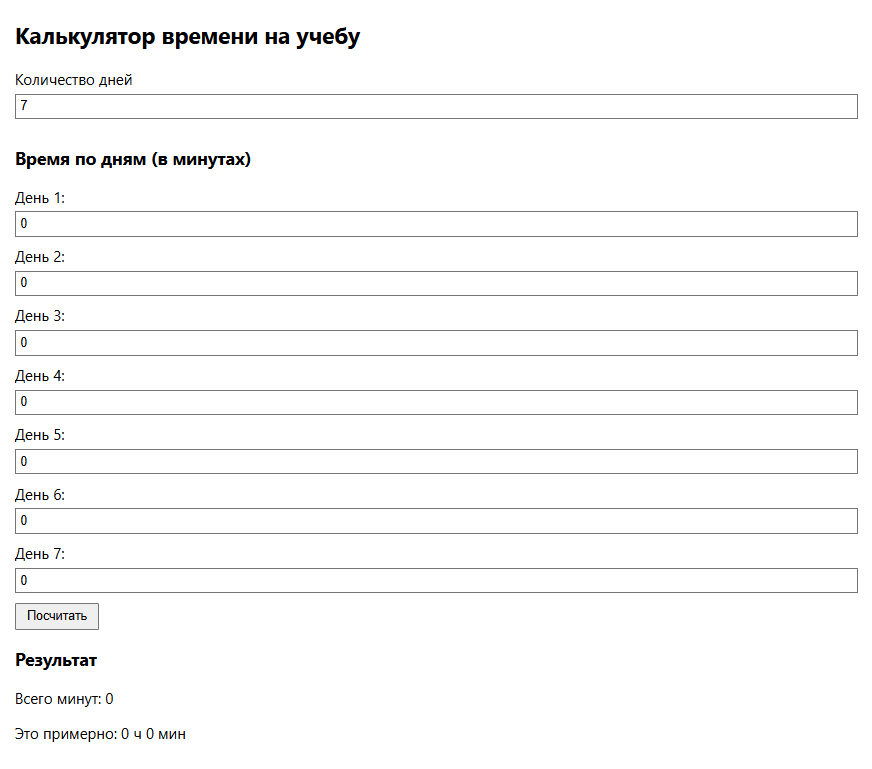 Калькулятор времени на учебу
Количество дней
7
Время по дням (в минутах)
День 1:
0
День 2:
0
День 3:
0
День 4:
0
День 5:
0
День 6:
0
День 7:
0
Посчитать
Результат
Всего минут: 0
Это примерно: 0 ч 0 мин